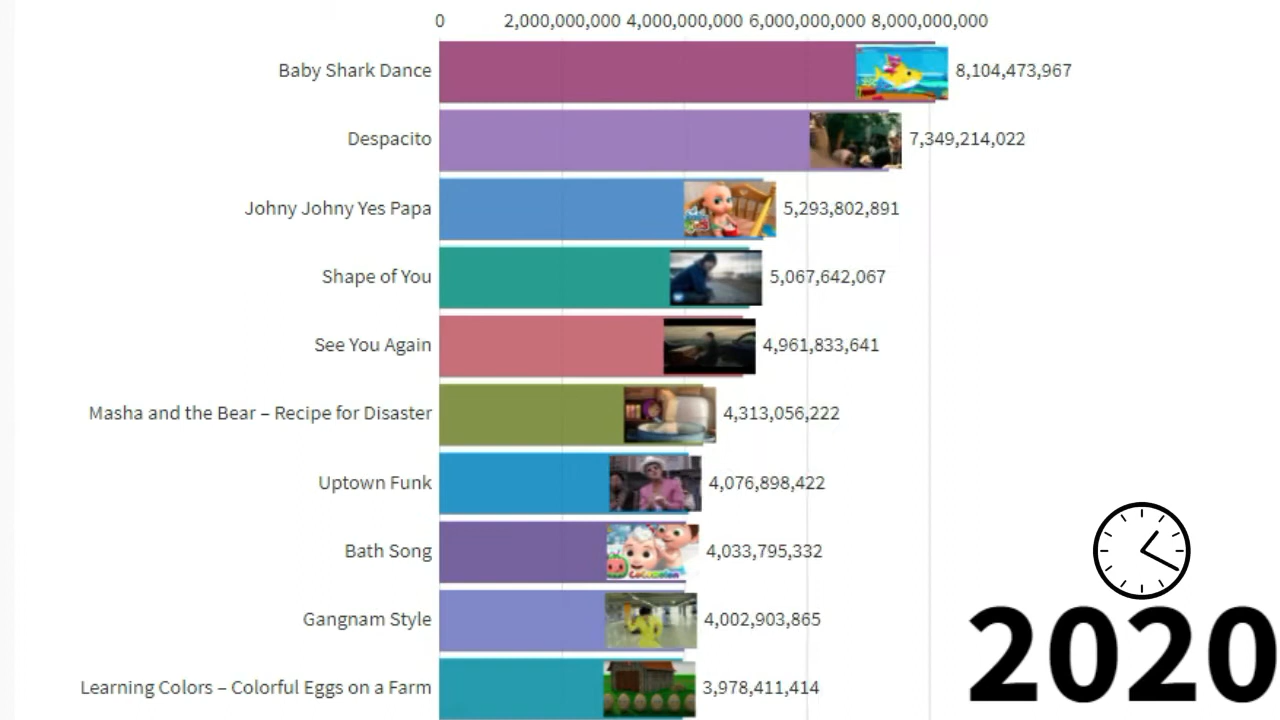 0 2,000,000,000 4,000,000,000 6,000,000,000 8,000,000,000
Baby Shark Dance 8,104,473,967
Despacito 7,349,214,022
Johny Johny Yes Papa 5,293,802,891
Shape of You 5,067,642,067
See You Again 4,961,833,641
Masha and the Bear – Recipe for Disaster 4,313,056,222
Uptown Funk 4,076,898,422
Bath Song 4,033,795,332
Gangnam Style 4,002,903,865
Learning Colors – Colorful Eggs on a Farm 3,978,411,414
2020